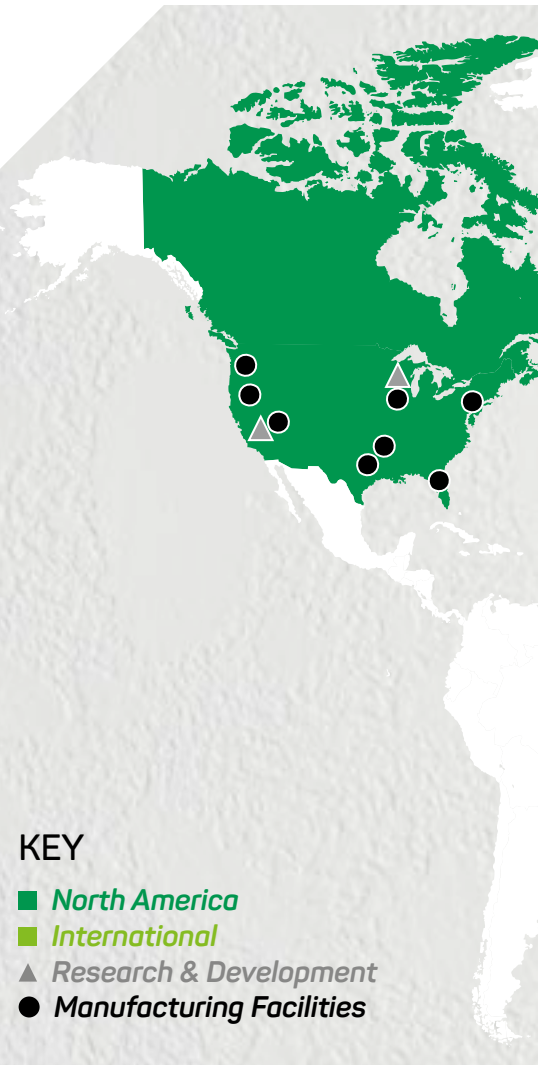 KEY
North America
International
Research & Development
Manufacturing Facilities